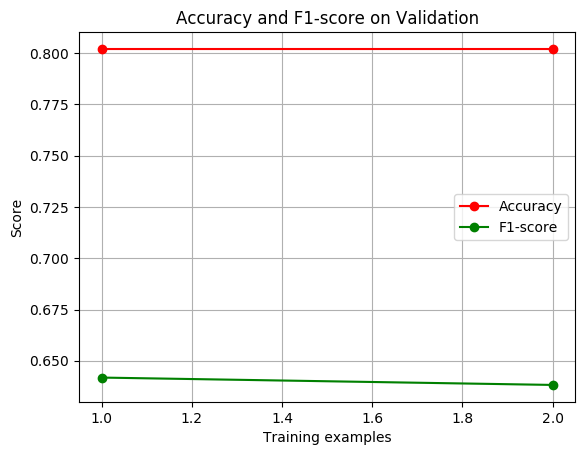 Accuracy and F1-score on Validation
0.800
0.775
0.750
0.725
0.700
0.675
0.650
Score
Accuracy
F1-score
1.0 1.2 1.4 1.6 1.8 2.0
Training examples